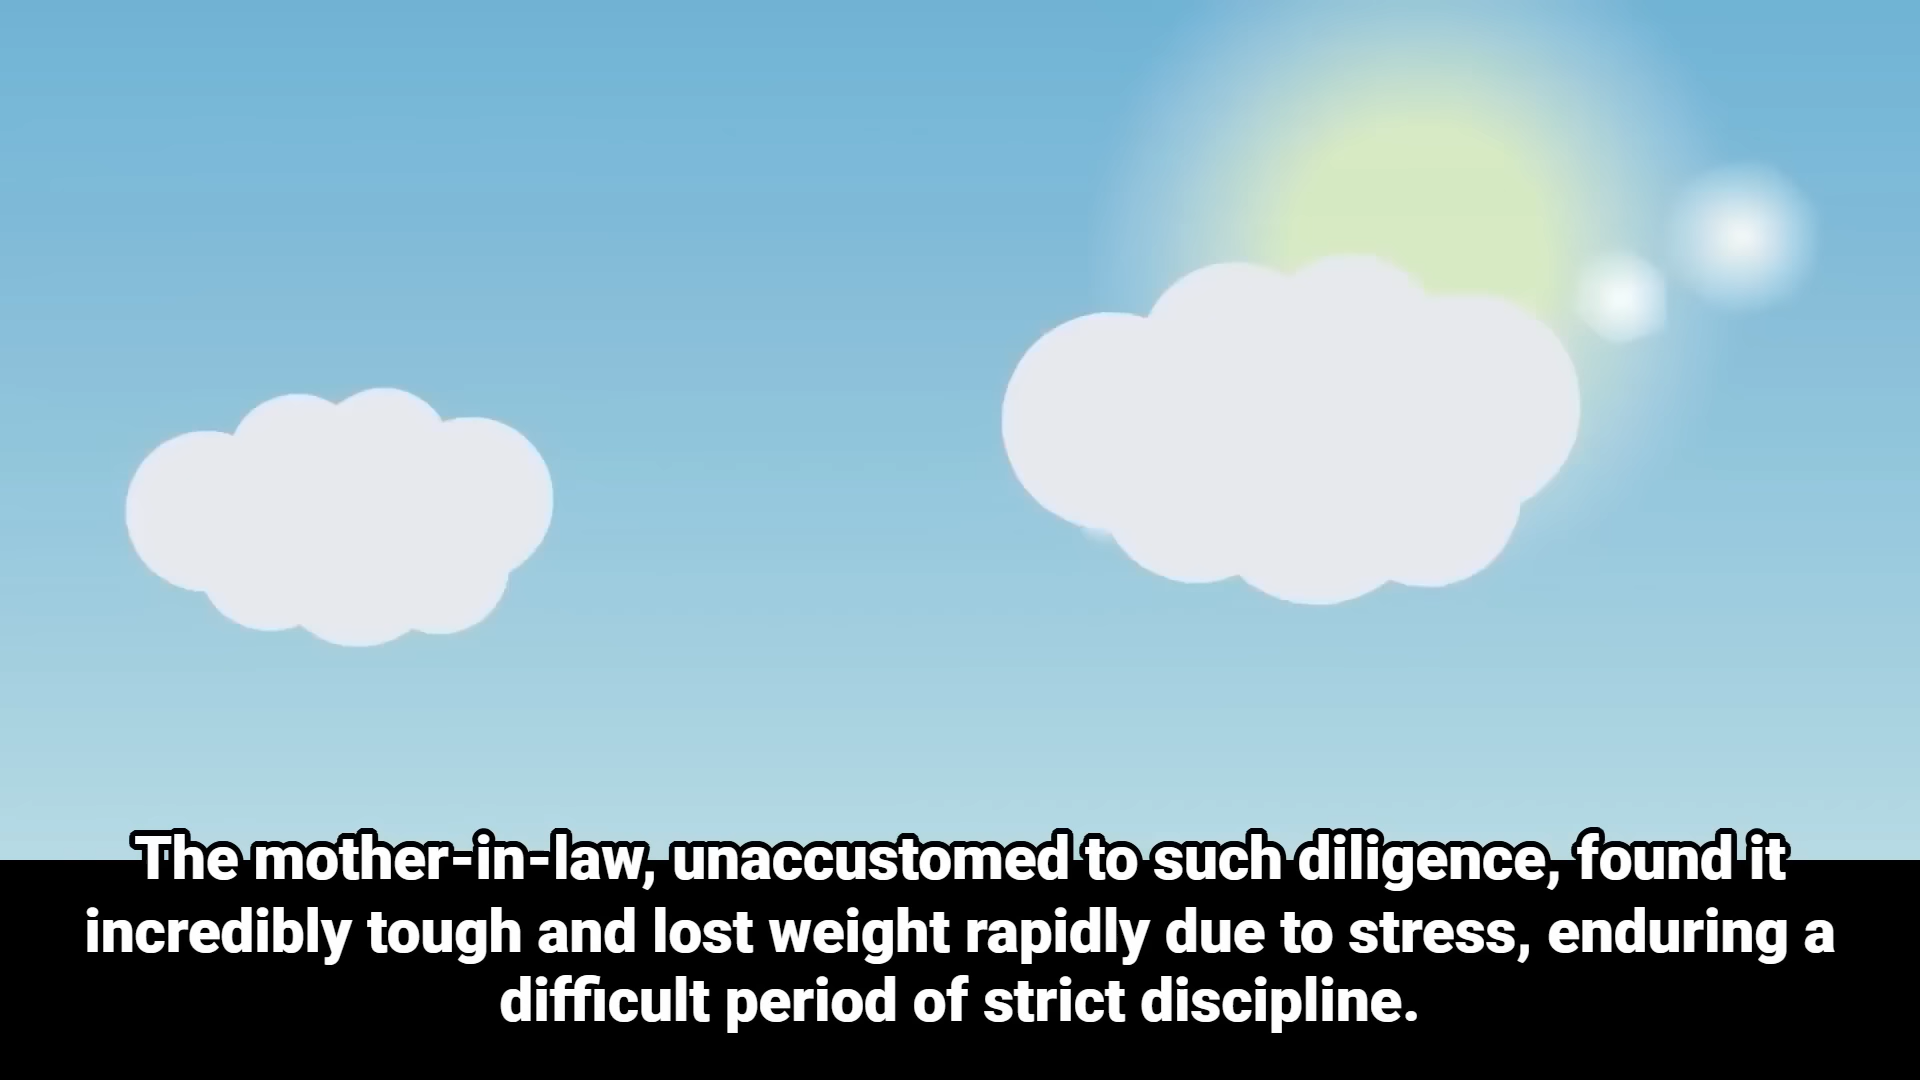 The mother-in-law, unaccustomed to such diligence, found it
incredibly tough and lost weight rapidly due to stress, enduring a
difficult period of strict discipline.